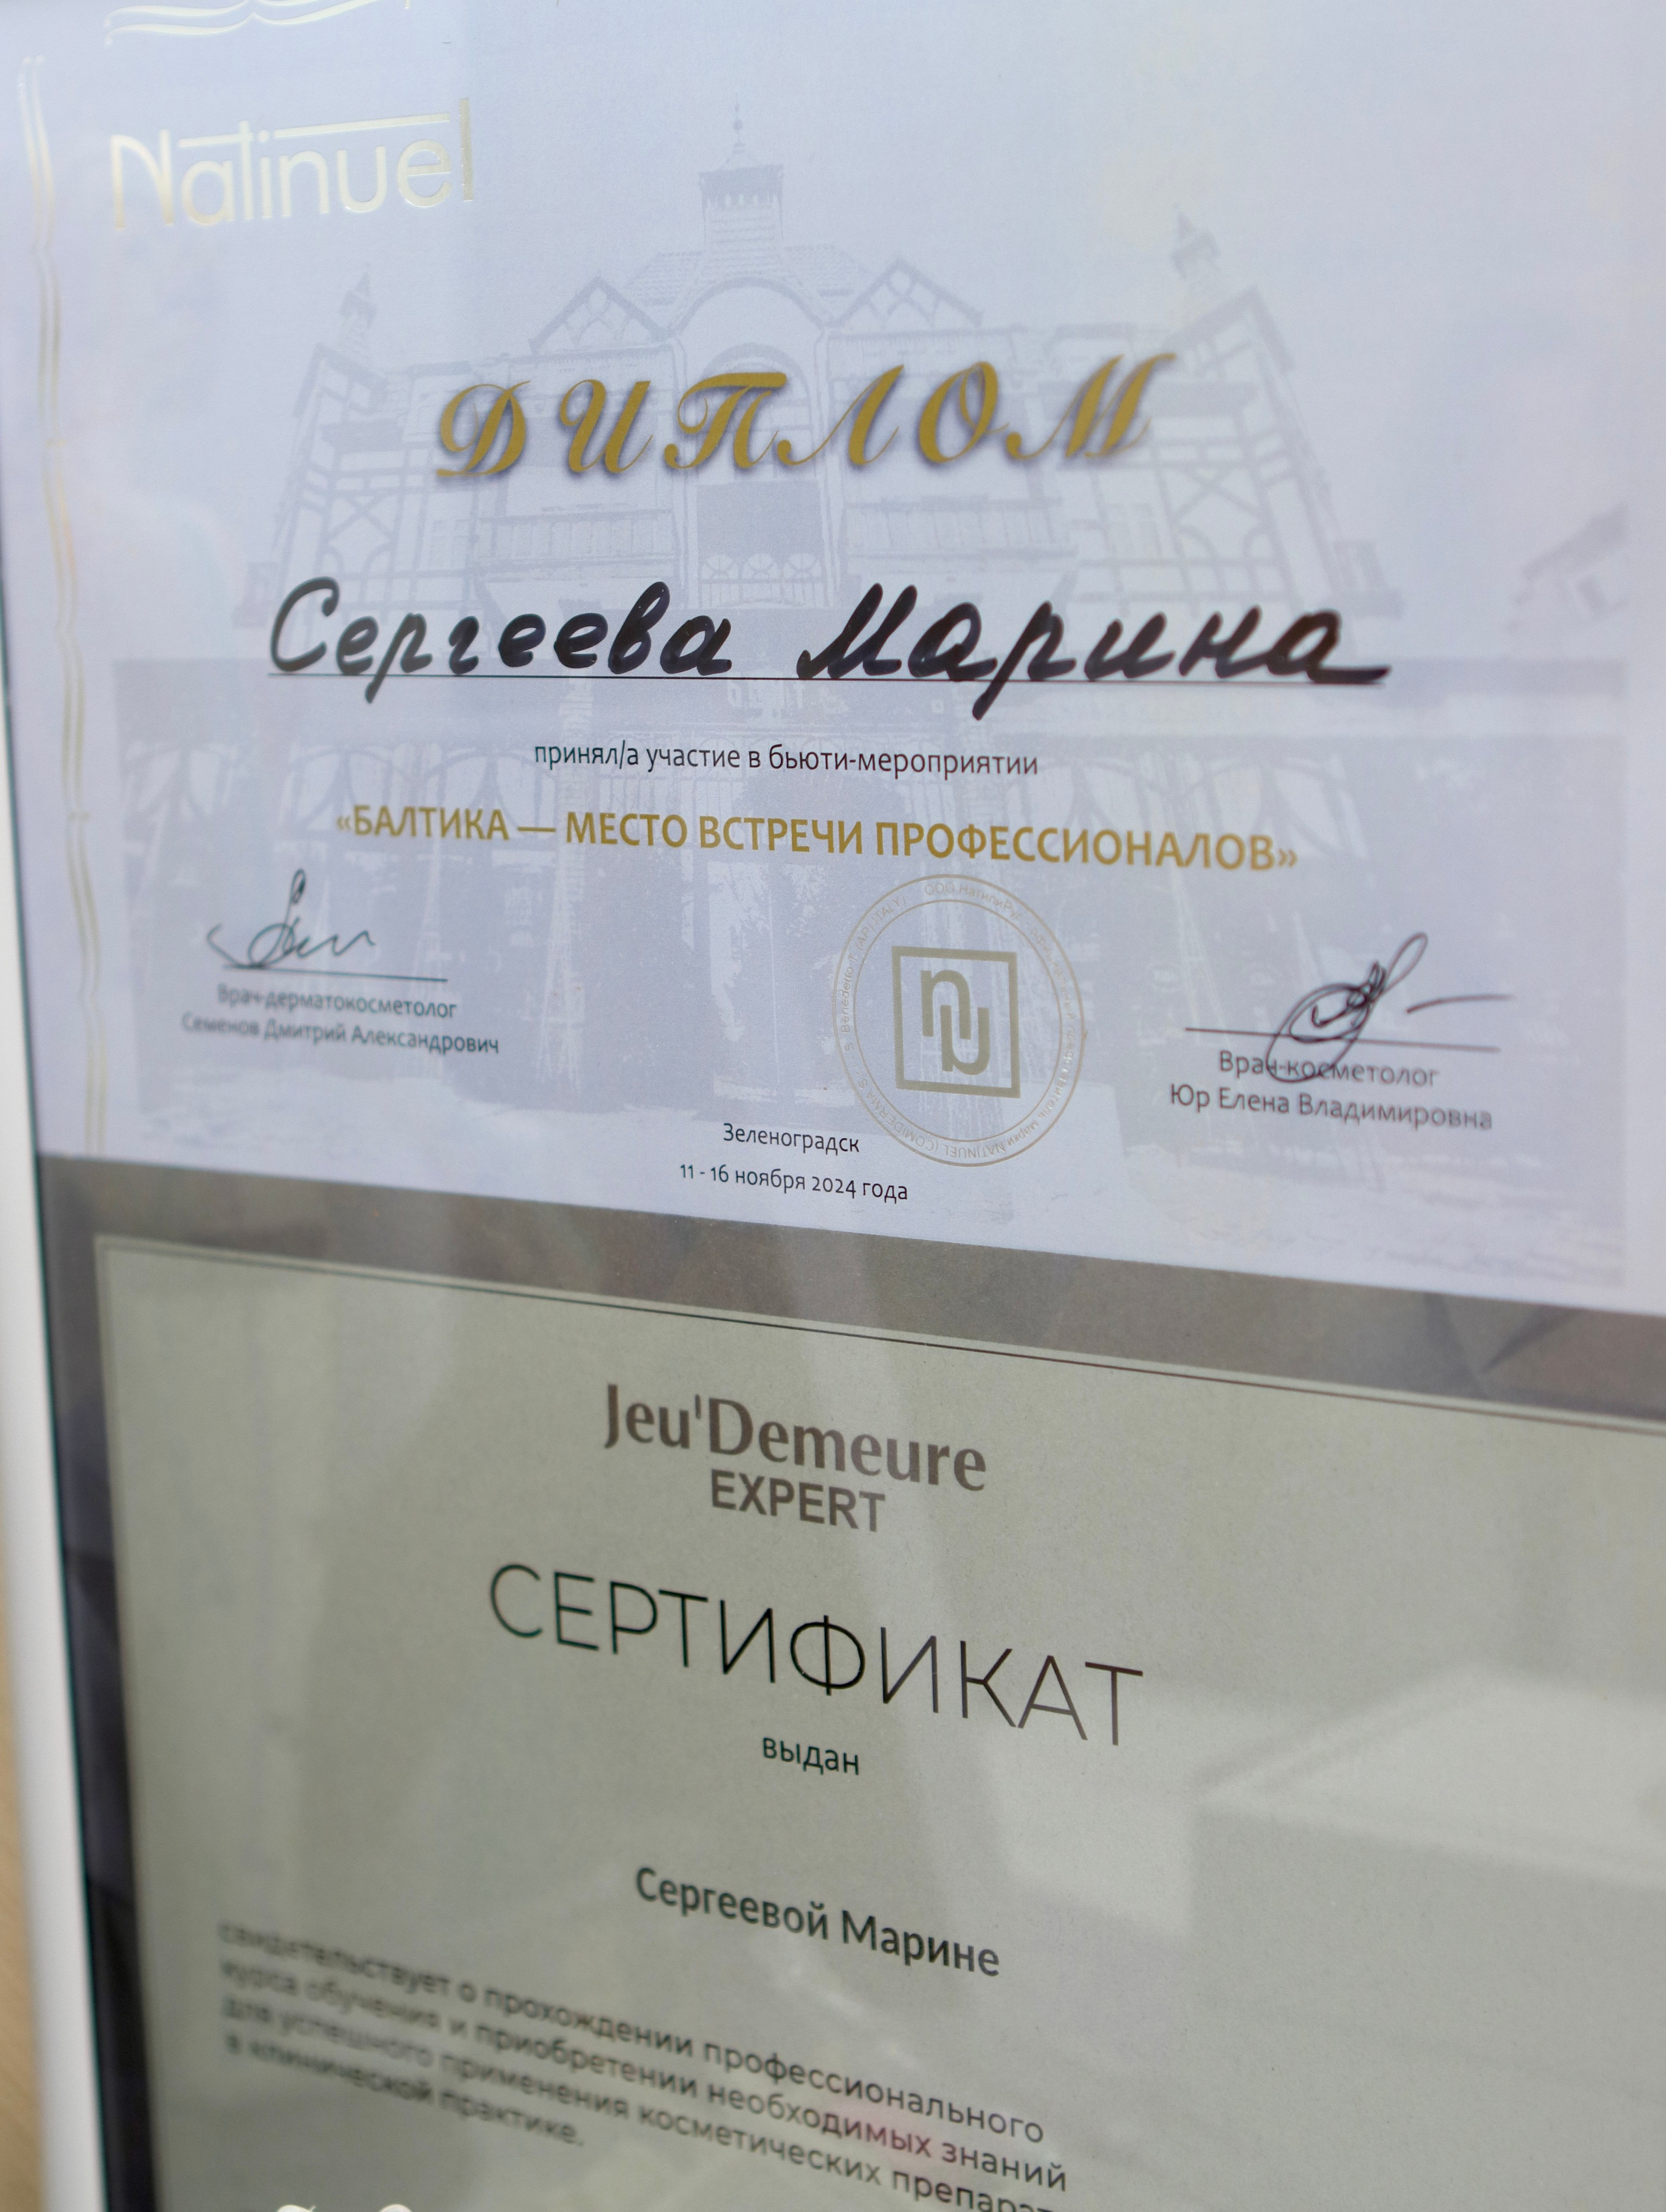 Natinuel
ДИПЛОМ
Сергеева Марина
принял/а участие в бьюти-мероприятии
«БАЛТИКА — МЕСТО ВСТРЕЧИ ПРОФЕССИОНАЛОВ»
Врач-дерматокосметолог
Семенов Дмитрий Александрович
Врач-косметолог
Юр Елена Владимировна
Зеленоградск
11 - 16 ноября 2024 года
Jeu'Demeure
EXPERT
СЕРТИФИКАТ
выдан
Сергеевой Марине
свидетельствует о прохождении профессионального
курса обучения и приобретении необходимых знаний
для успешного применения косметических
в клинической практике.